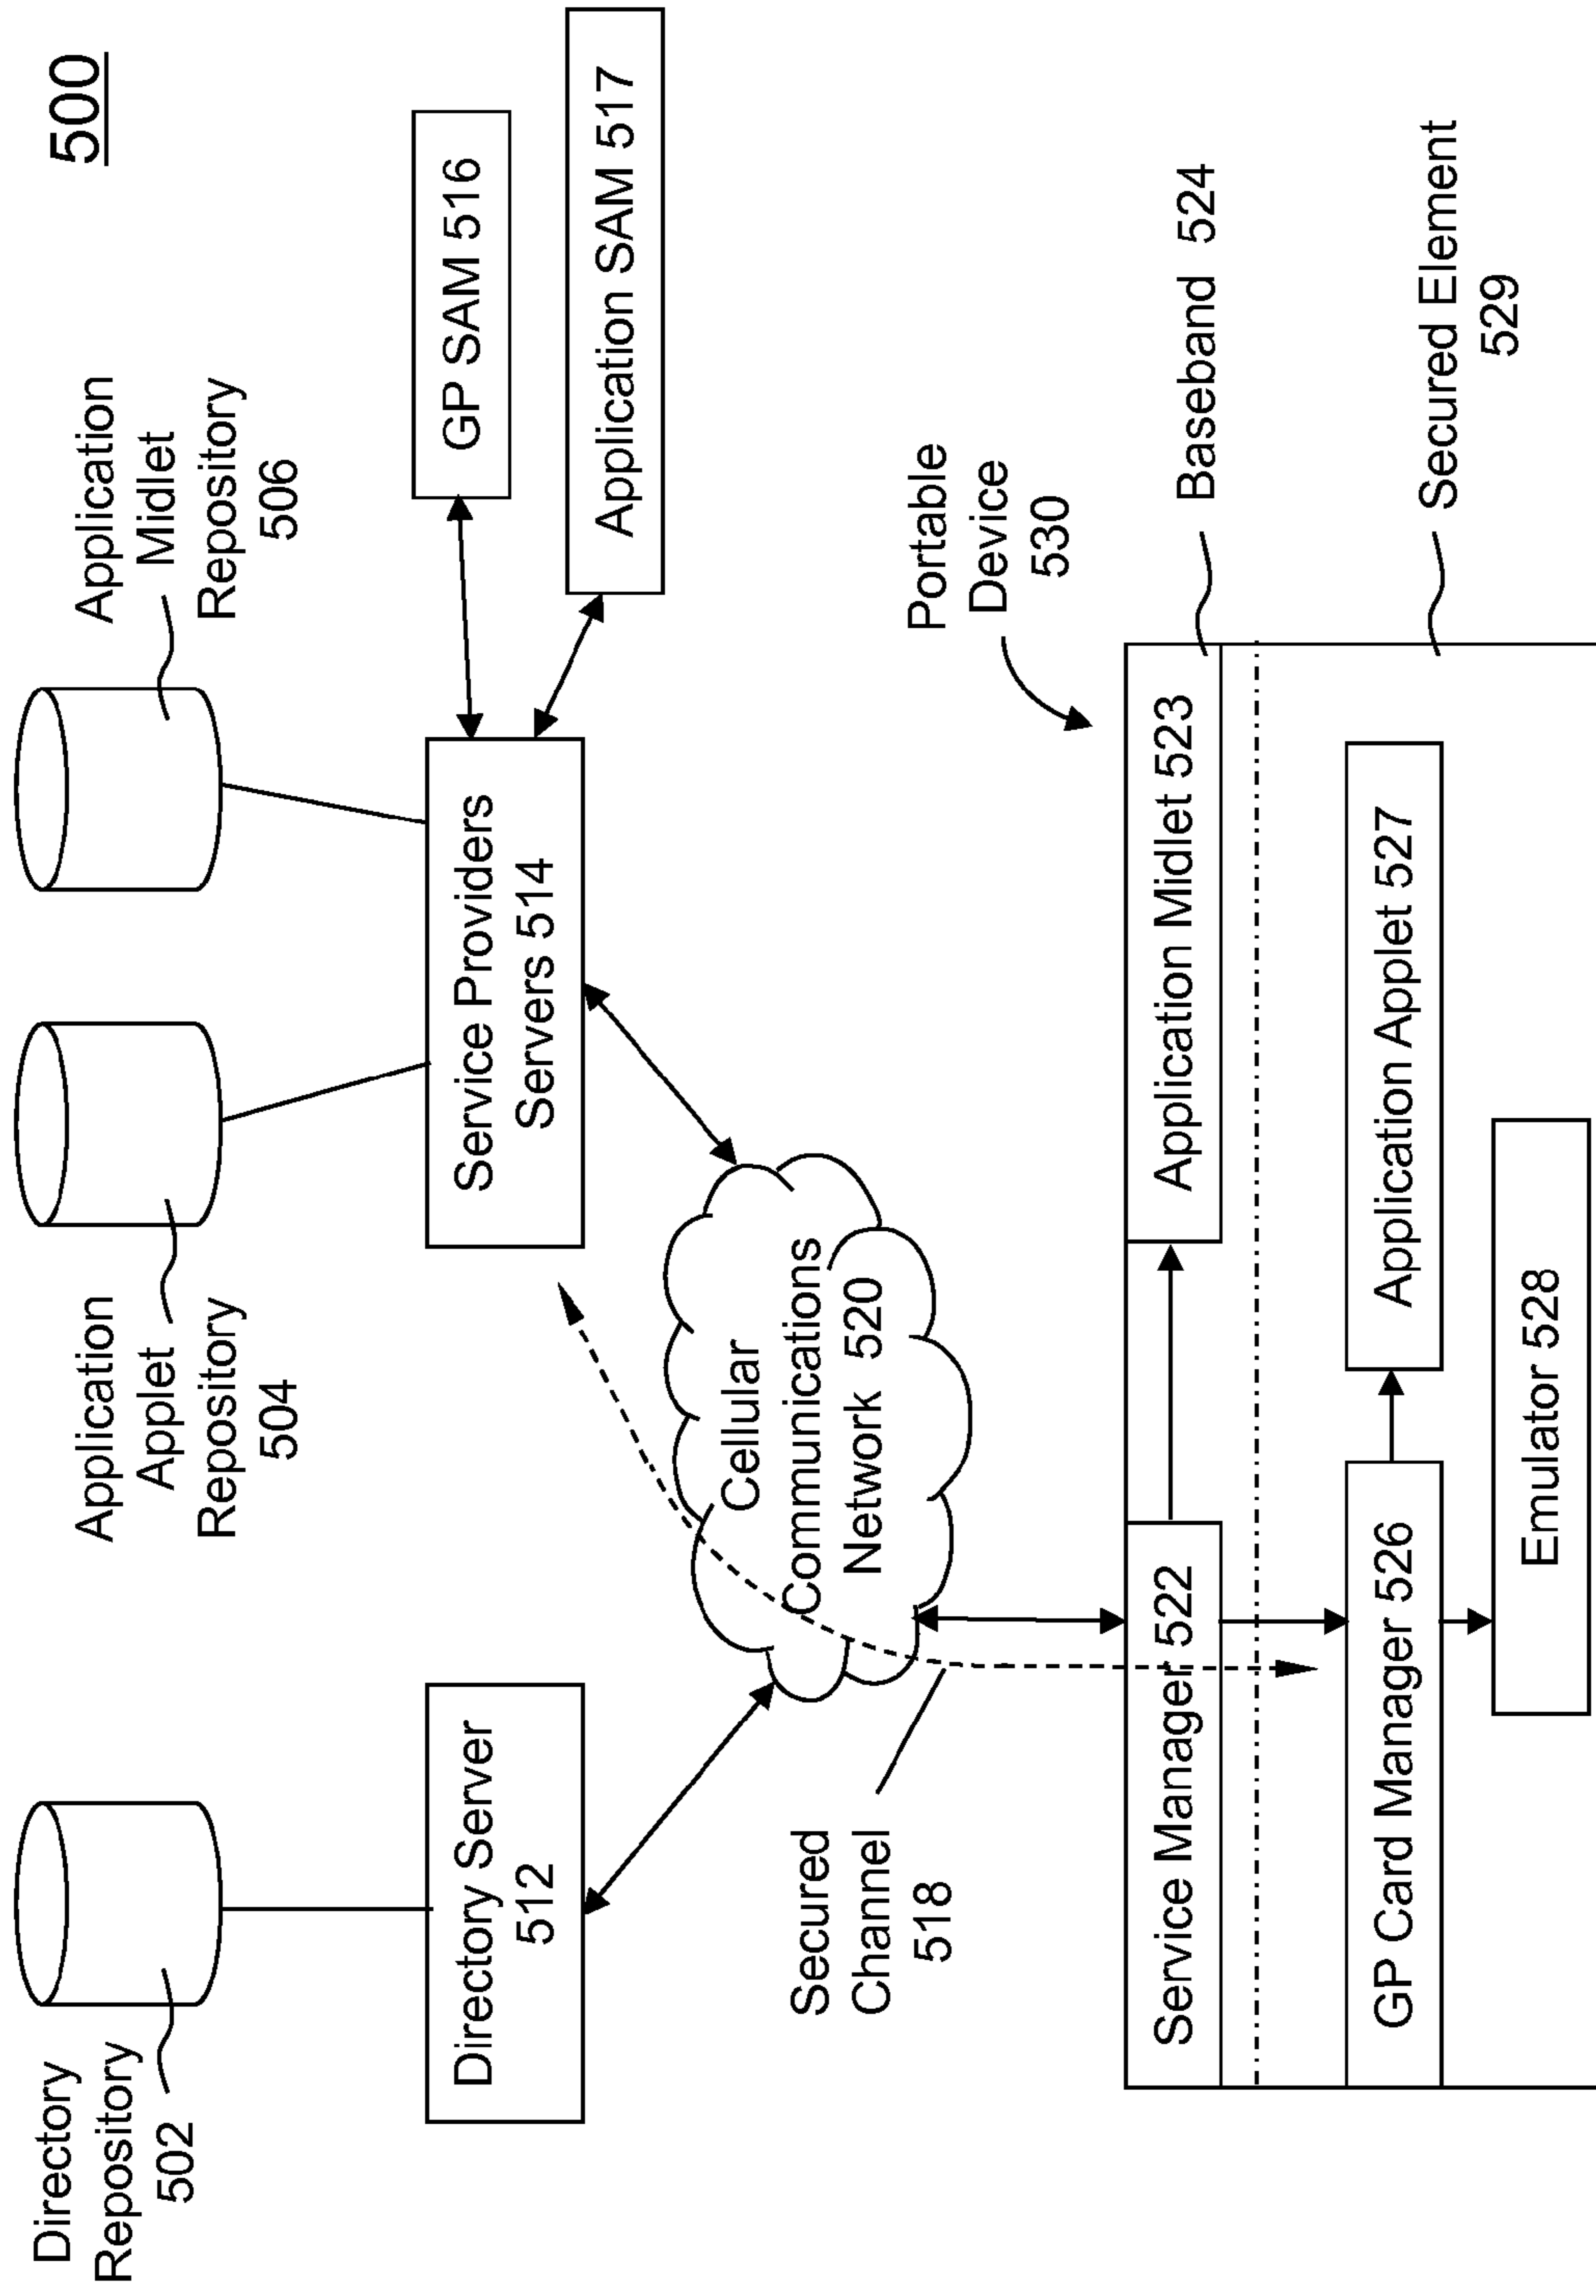 500
Directory
Repository
502
Application
Applet
Repository
504
Application
Midlet
Repository
506
Directory Server
512
Service Providers
Servers 514
GP SAM 516
Application SAM 517
Cellular
Communications
Network 520
Secured
Channel
518
Portable
Device
530
Service Manager 522
Application Midlet 523
Baseband 524
GP Card Manager 526
Application Applet 527
Secured Element
529
Emulator 528